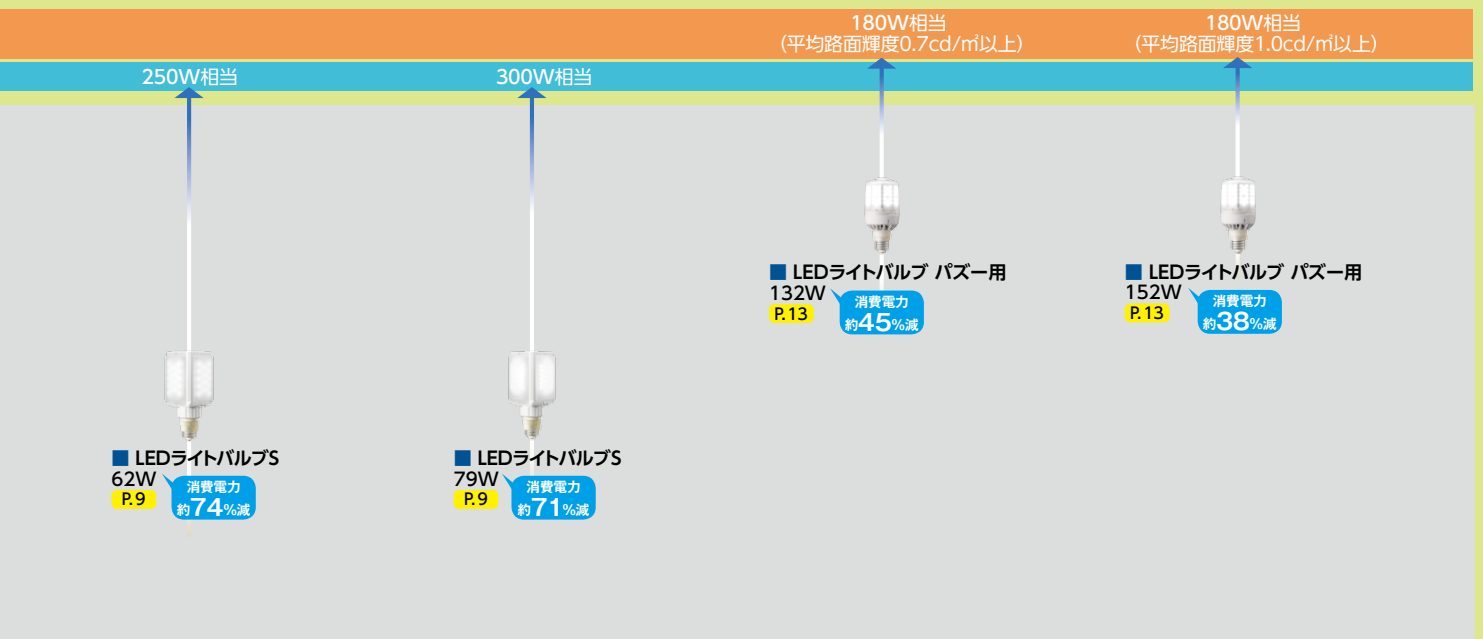 180W相当
(平均路面輝度0.7cd/㎡以上)
180W相当
(平均路面輝度1.0cd/㎡以上)
250W相当
300W相当
■ LEDライトバルブ パズー用
132W
P.13
消費電力
約45%減
■ LEDライトバルブ パズー用
152W
P.13
消費電力
約38%減
■ LEDライトバルブS
62W
P.9
消費電力
約74%減
■ LEDライトバルブS
79W
P.9
消費電力
約71%減